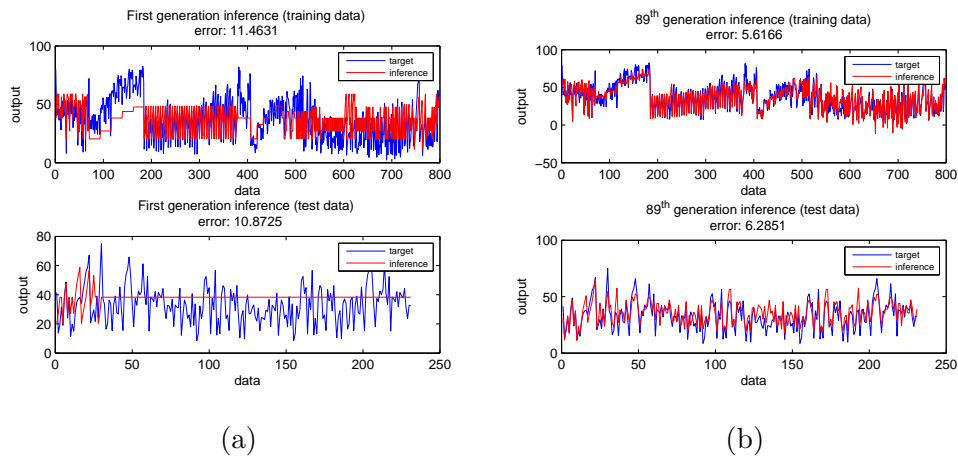 First generation inference (training data)
error: 11.4631
target
inference
output
100
50
0
0 100 200 300 400 500 600 700 800
data
First generation inference (test data)
error: 10.8725
target
inference
output
80
60
40
20
0
0 50 100 150 200 250
data
(a)
89th generation inference (training data)
error: 5.6166
target
inference
output
100
50
0
−50
0 100 200 300 400 500 600 700 800
data
89th generation inference (test data)
error: 6.2851
target
inference
output
100
50
0
0 50 100 150 200 250
data
(b)